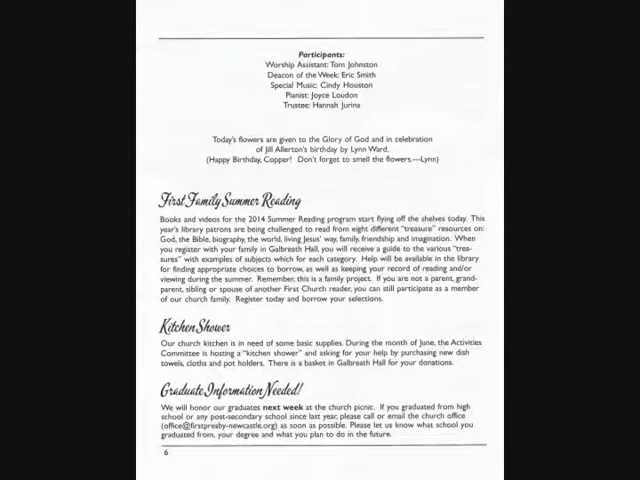 Participants:
Worship Assistant: Tom Johnston
Deacon of the Week: Eric Smith
Special Music: Cindy Houston
Pianist: Joyce Loudon
Trustee: Hannah Jurina
Today's flowers are given to the Glory of God and in celebration
of Jill Allerton's birthday by Lynn Ward.
(Happy Birthday, Copper! Don't forget to smell the flowers.---Lynn)
First Family Summer Reading
Books and videos for the 2014 Summer Reading program start flying off the shelves today. This
year's library patrons are being challenged to read from eight different "treasure" resources on:
God, the Bible, biography, the world, living Jesus' way, family, friendship and imagination. When
you register with your family in Galbreath Hall, you will receive a guide to the various "trea-
sures" with examples of subjects which for each category. Help will be available in the library
for finding appropriate choices to borrow, as well as keeping your record of reading and/or
viewing during the summer. Remember, this is a family project. If you are not a parent, grand-
parent, sibling or spouse of another First Church reader, you can still participate as a member
of our church family. Register today and borrow your selections.
Kitchen Shower
Our church kitchen is in need of some basic supplies. During the month of June, the Activities
Committee is hosting a "kitchen shower" and asking for your help by purchasing new dish
towels, cloths and pot holders. There is a basket in Galbreath Hall for your donations.
Graduate Information Needed!
We will honor our graduates next week at the church picnic. If you graduated from high
school or any post-secondary school since last year, please call or email the church office
(office@firstpresby-newcastle.org) as soon as possible. Please let us know what school you
graduated from, your degree and what you plan to do in the future.
6